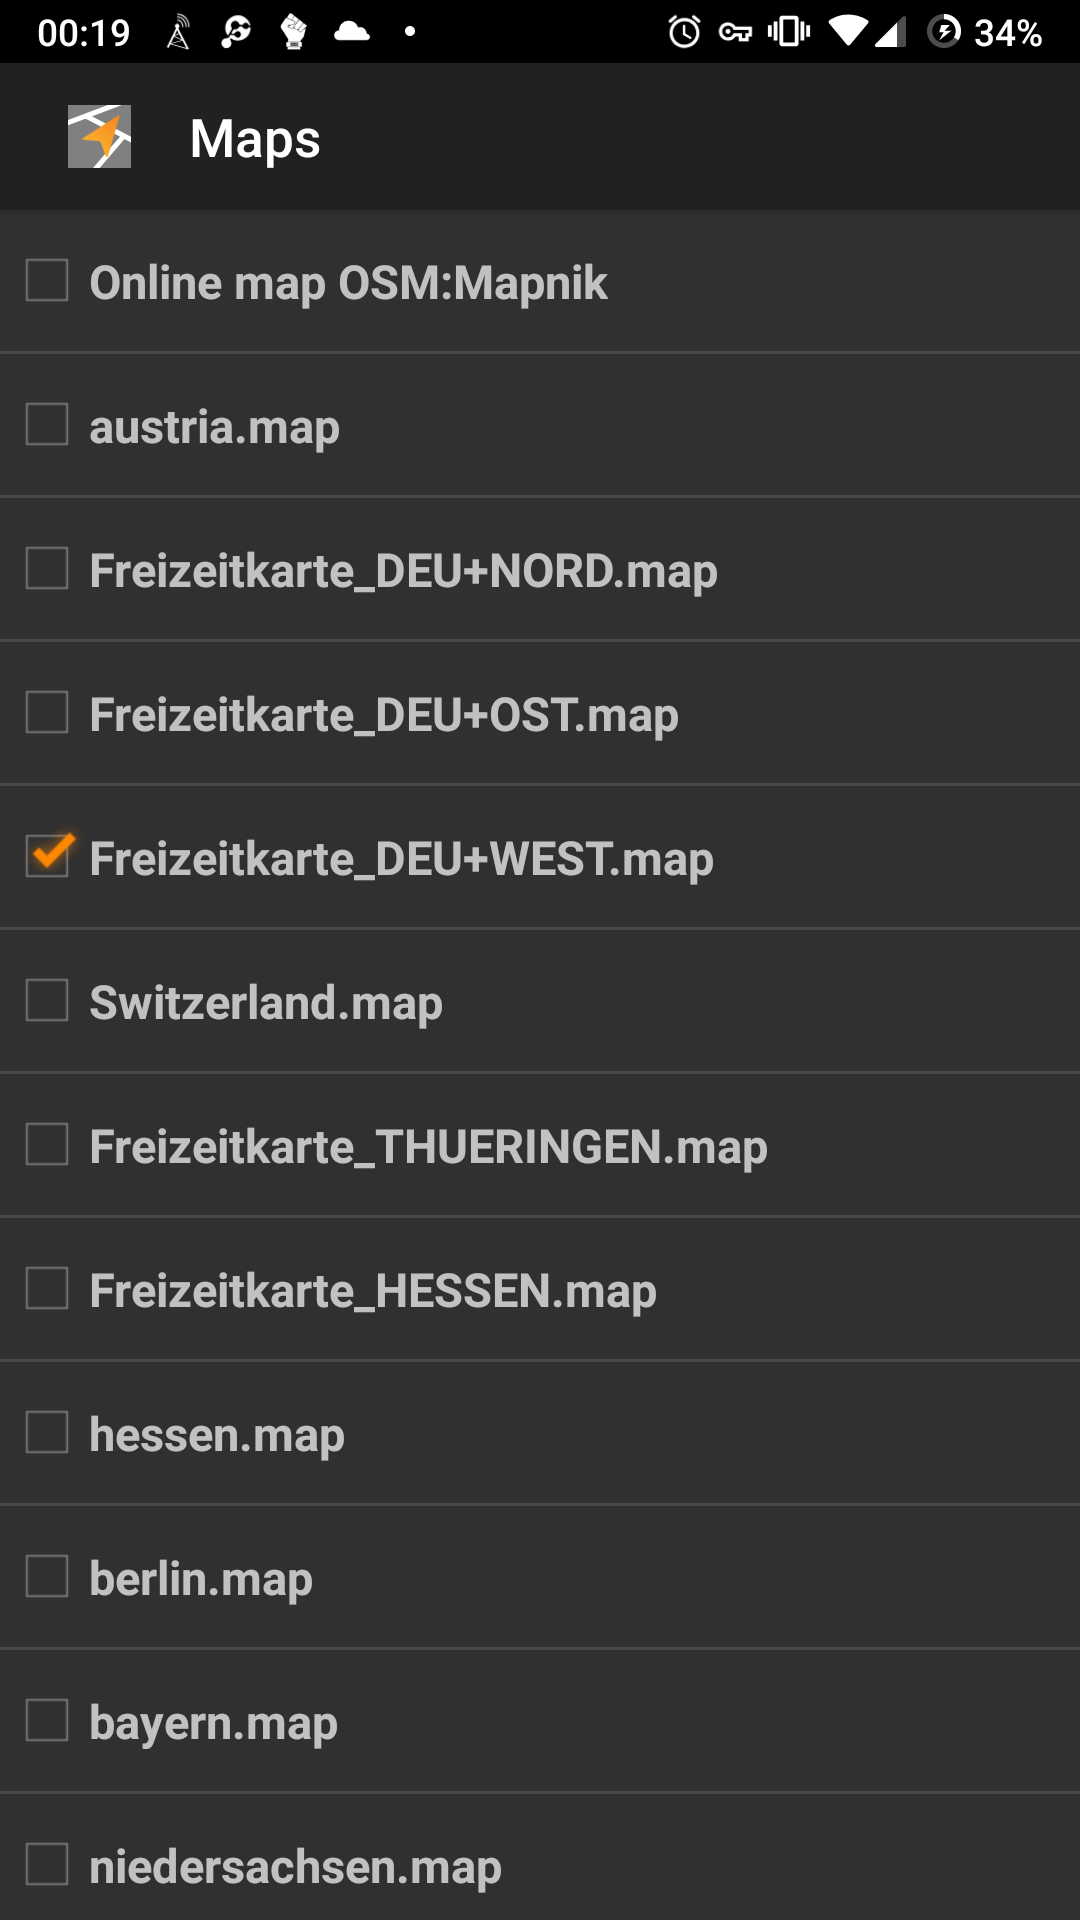 00:19 34%
Maps
Online map OSM:Mapnik
austria.map
Freizeitkarte_DEU+NORD.map
Freizeitkarte_DEU+OST.map
Freizeitkarte_DEU+WEST.map
Switzerland.map
Freizeitkarte_THUERINGEN.map
Freizeitkarte_HESSEN.map
hessen.map
berlin.map
bayern.map
niedersachsen.map